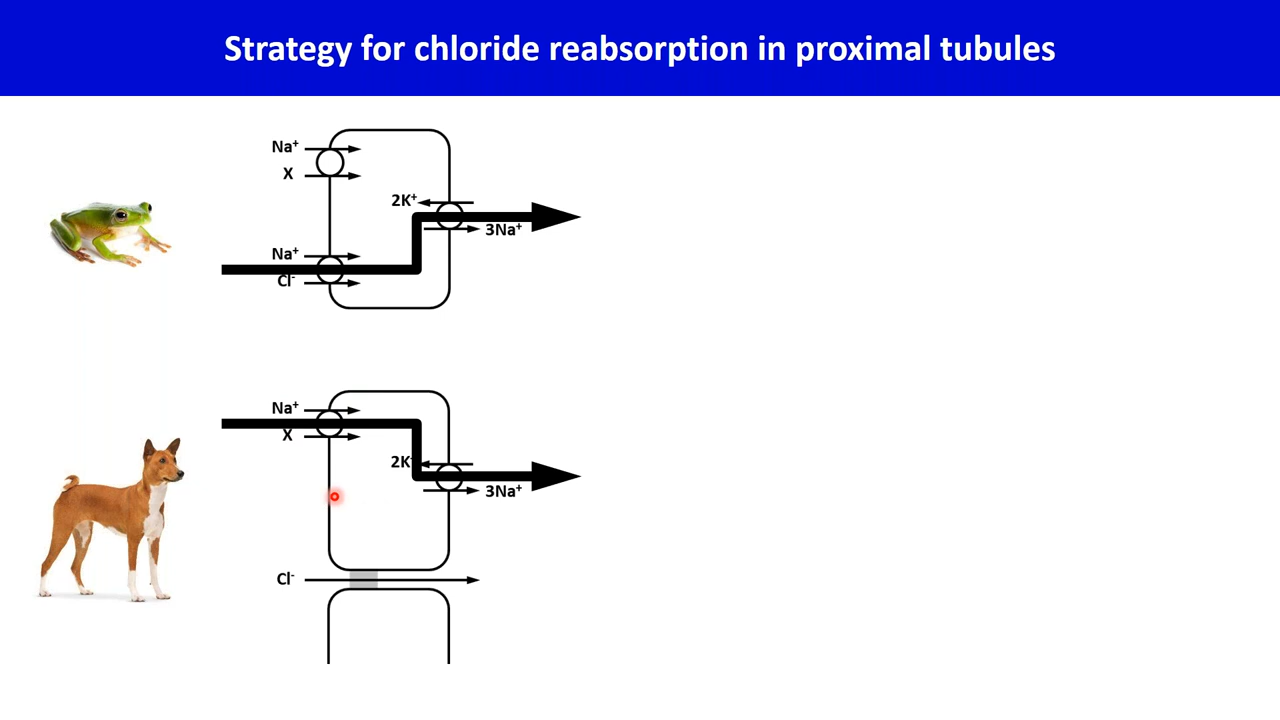 Strategy for chloride reabsorption in proximal tubules
Na⁺
X
2K⁺
3Na⁺
Na⁺
Cl⁻
Na⁺
X
2K⁺
3Na⁺
Cl⁻